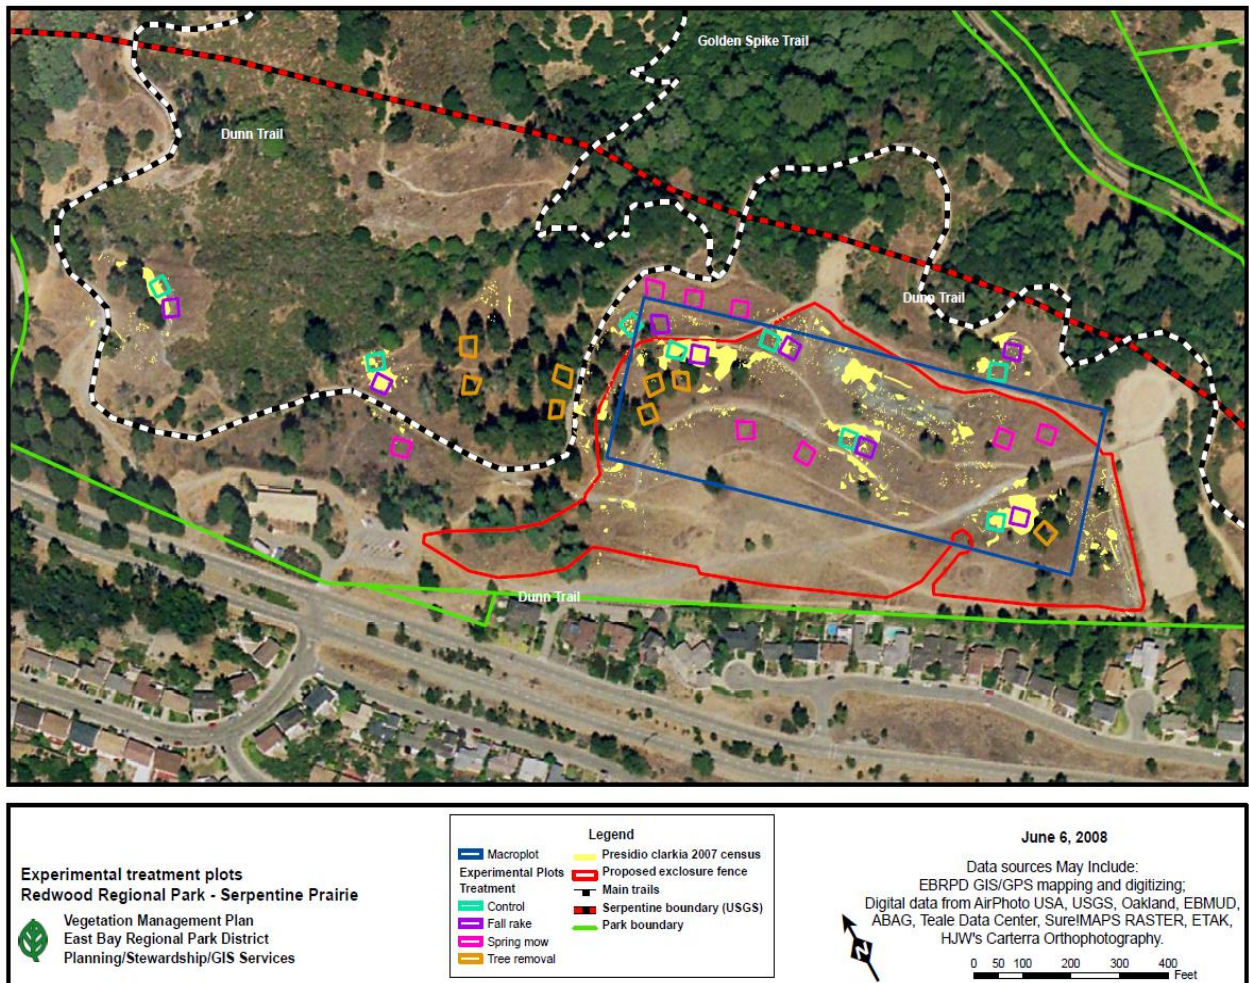 Golden Spike Trail
Dunn Trail
Dunn Trail
Dunn Trail
Experimental treatment plots
Redwood Regional Park - Serpentine Prairie
Vegetation Management Plan
East Bay Regional Park District
Planning/Stewardship/GIS Services
Legend
Macroplot
Experimental Plots
Treatment
Control
Fall rake
Spring mow
Tree removal
Presidio clarkia 2007 census
Proposed exclosure fence
Main trails
Serpentine boundary (USGS)
Park boundary
June 6, 2008
Data sources May Include:
EBRPD GIS/GPS mapping and digitizing;
Digital data from AirPhoto USA, USGS, Oakland, EBMUD,
ABAG, Teale Data Center, Sure!MAPS RASTER, ETAK,
HJW's Carterra Orthophotography.
N
0 50 100 200 300 400
Feet